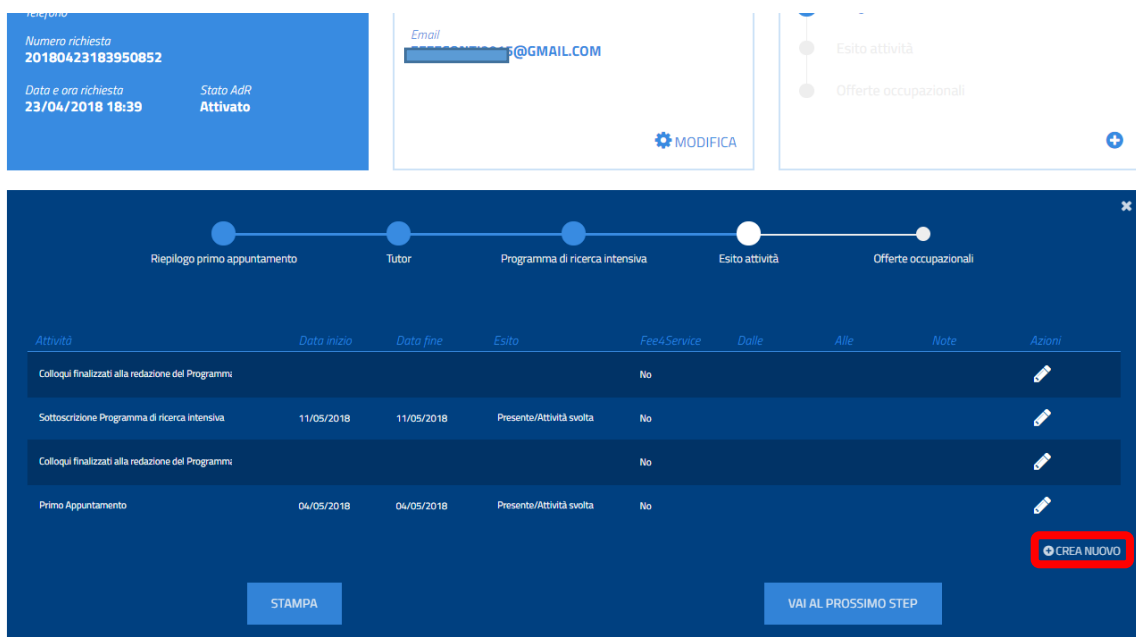 Telefono
Numero richiesta
20180423183950852
Data e ora richiesta Stato AdR
23/04/2018 18:39 Attivato
Email
@GMAIL.COM
MODIFICA
Esito attività
Offerte occupazionali
Riepilogo primo appuntamento Tutor Programma di ricerca intensiva Esito attività Offerte occupazionali
Attività Data inizio Data fine Esito Fee4Service Dalle Alle Note Azioni
Colloqui finalizzati alla redazione del Programma No
Sottoscrizione Programma di ricerca intensiva 11/05/2018 11/05/2018 Presente/Attività svolta No
Colloqui finalizzati alla redazione del Programma No
Primo Appuntamento 04/05/2018 04/05/2018 Presente/Attività svolta No
CREA NUOVO
STAMPA VAI AL PROSSIMO STEP